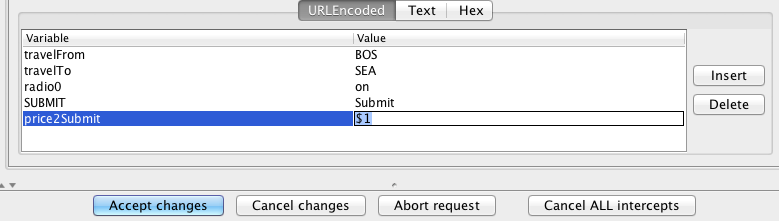 URLEncoded Text Hex
Variable Value
travelFrom BOS
travelTo SEA
radio0 on
SUBMIT Submit
price2Submit $1
Insert
Delete
Accept changes Cancel changes Abort request Cancel ALL intercepts